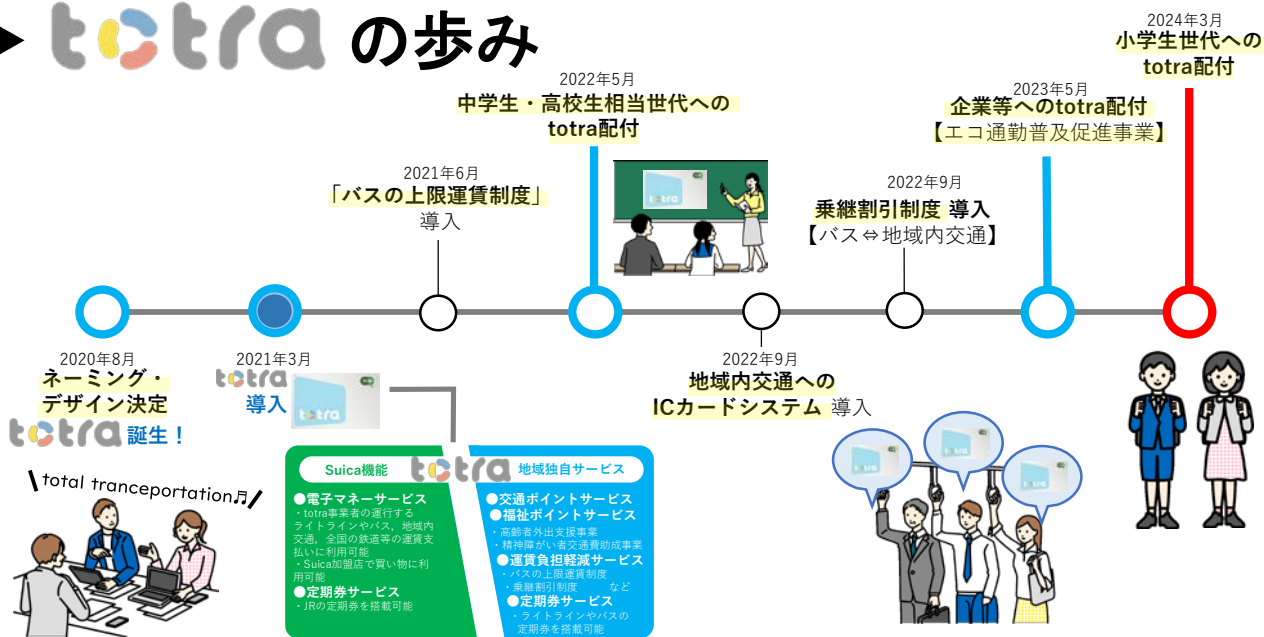 totra の歩み
2024年3月
小学生世代への
totra配付
2022年5月
中学生・高校生相当世代への
totra配付
2023年5月
企業等へのtotra配付
【エコ通勤普及促進事業】
2021年6月
「バスの上限運賃制度」
導入
totra
2022年9月
乗継割引制度 導入
【バス⇔地域内交通】
2020年8月
ネーミング・
デザイン決定
totra 誕生！
2021年3月
totra
導入
totra
2022年9月
地域内交通への
ICカードシステム 導入
total tranceportation♬
Suica機能
totra
地域独自サービス
●電子マネーサービス
・totra事業者の運行する
ライトラインやバス，地域内
交通，全国の鉄道等の運賃支
払いに利用可能
・Suica加盟店で買い物に利
用可能
●定期券サービス
・JRの定期券を搭載可能
●交通ポイントサービス
●福祉ポイントサービス
・高齢者外出支援事業
・精神障がい者交通費助成事業
●運賃負担軽減サービス
・バスの上限運賃制度
・乗継割引制度 など
●定期券サービス
・ライトラインやバスの
定期券を搭載可能